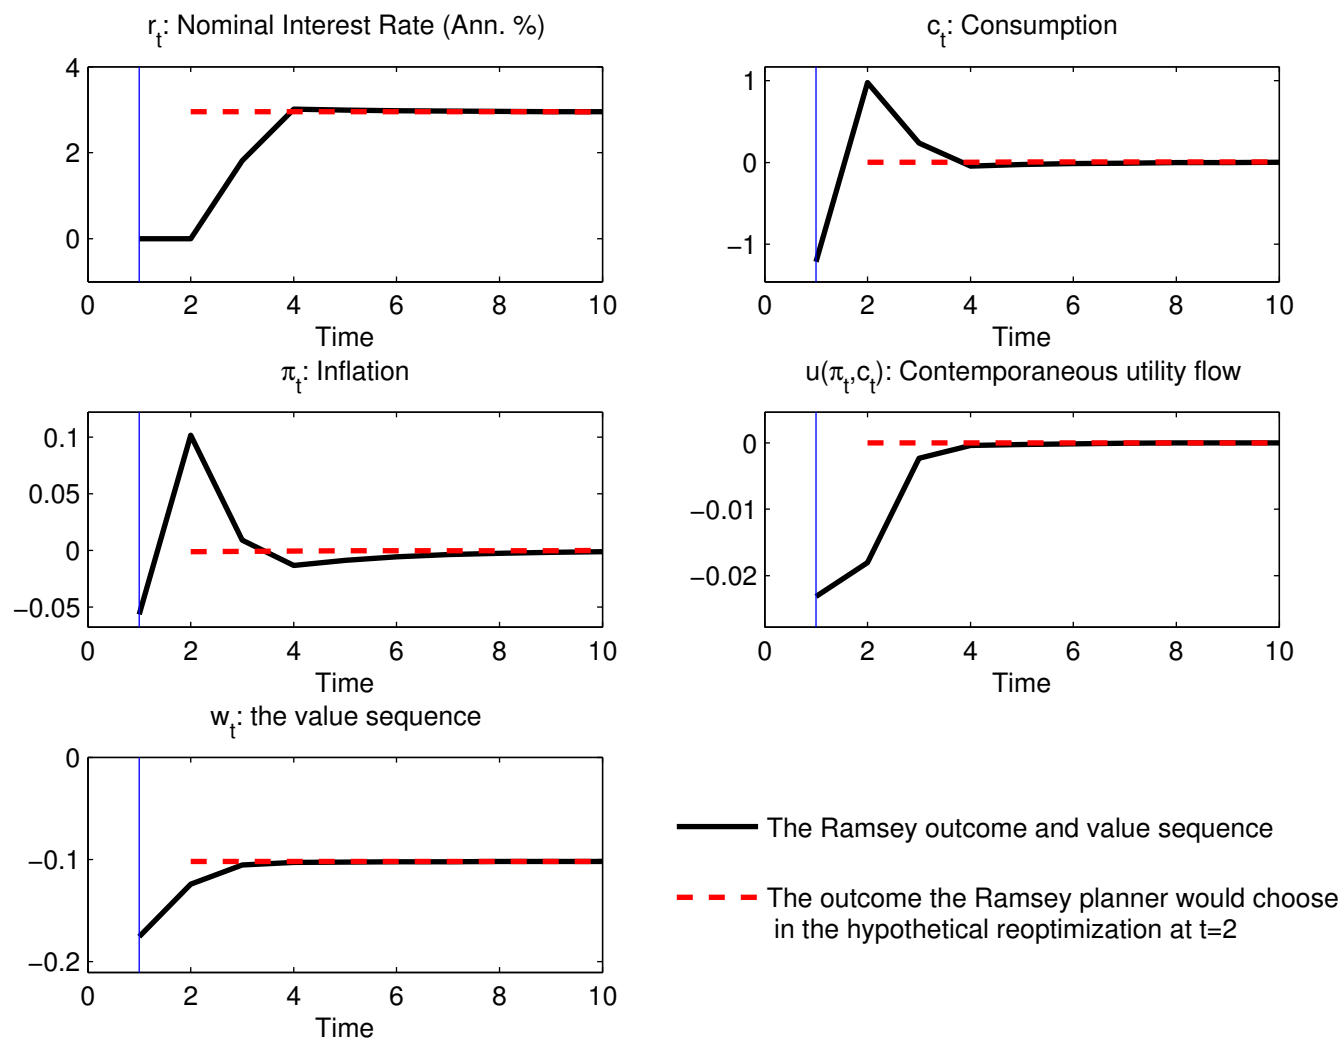 r_t: Nominal Interest Rate (Ann. %)
4
2
0
0 2 4 6 8 10
Time
c_t: Consumption
1
0
−1
0 2 4 6 8 10
Time
π_t: Inflation
0.1
0.05
0
−0.05
0 2 4 6 8 10
Time
u(π_t,c_t): Contemporaneous utility flow
0
−0.01
−0.02
0 2 4 6 8 10
Time
w_t: the value sequence
0
−0.1
−0.2
0 2 4 6 8 10
Time
The Ramsey outcome and value sequence
The outcome the Ramsey planner would choose
in the hypothetical reoptimization at t=2